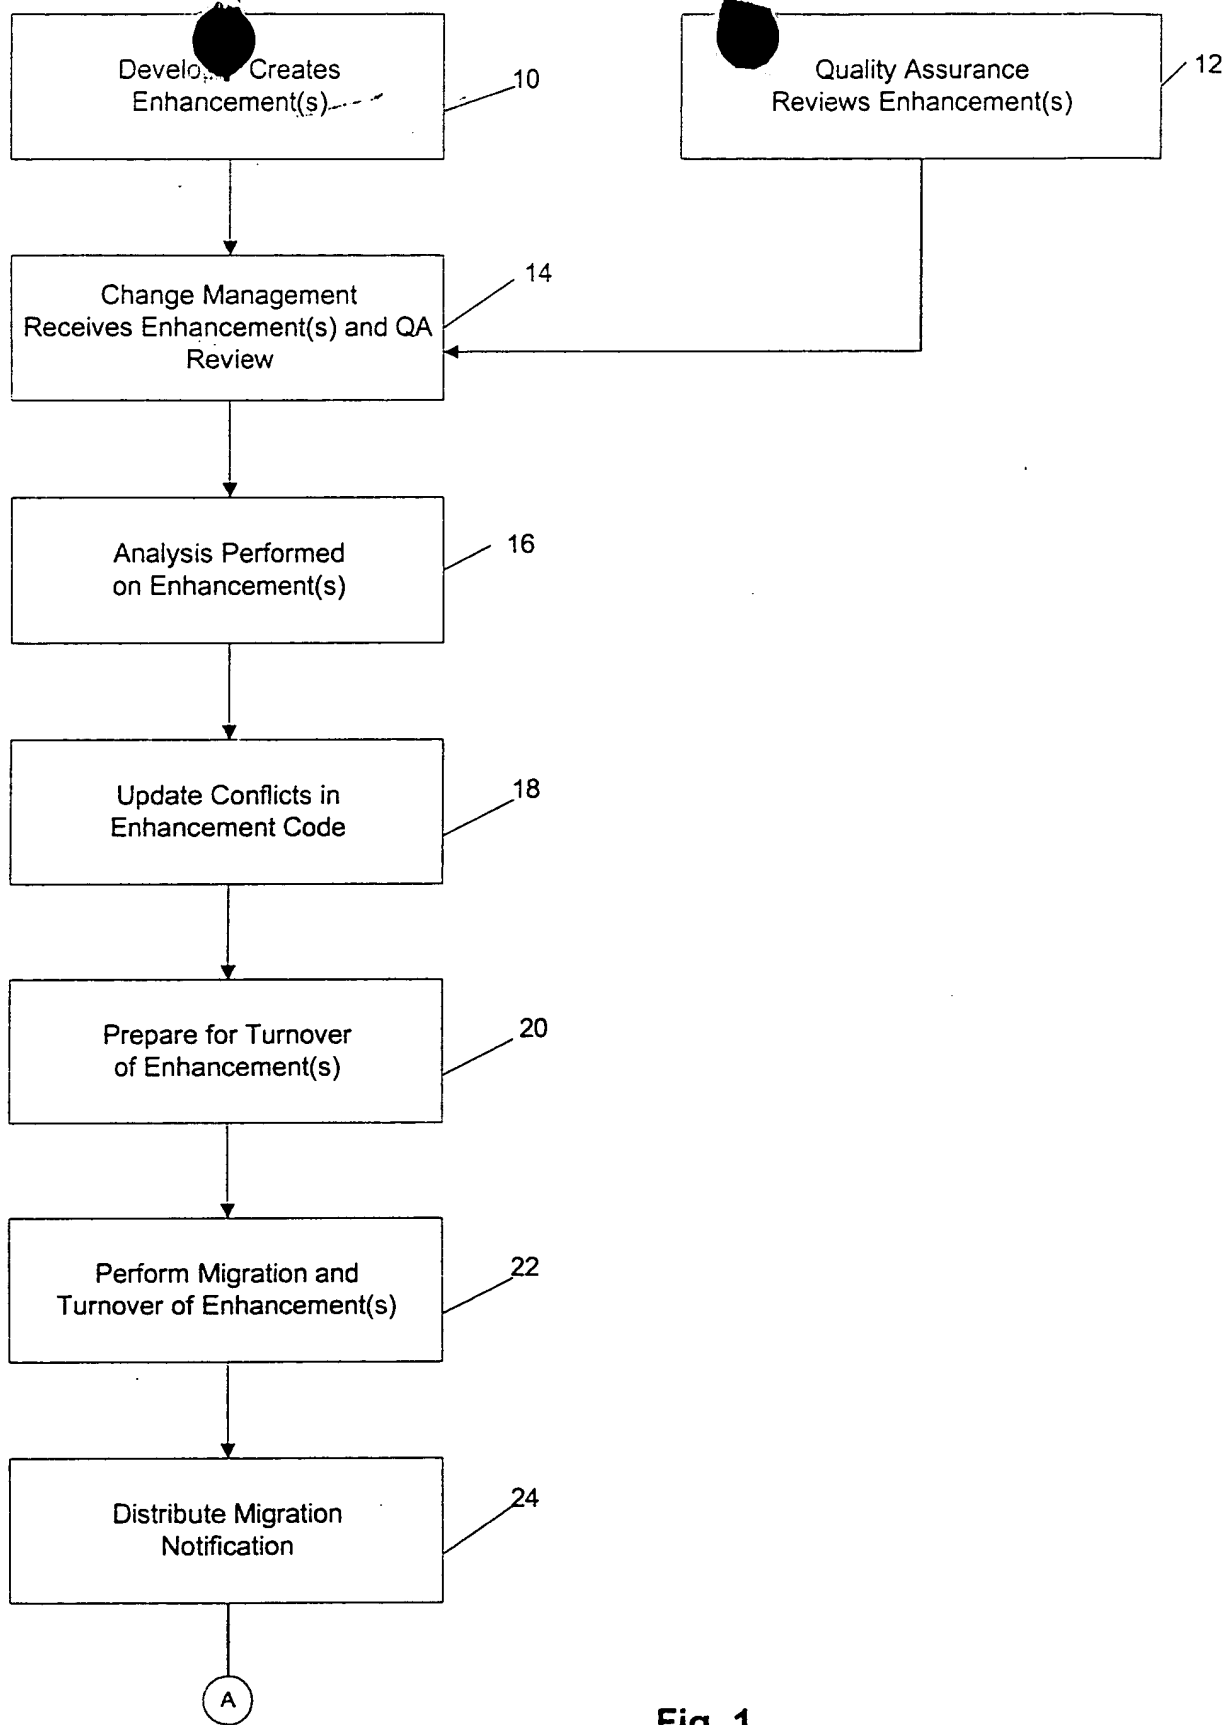 Creates
Enhancement(s)
10
Quality Assurance
Reviews Enhancement(s)
12
Change Management
Receives Enhancement(s) and QA
Review
14
Analysis Performed
on Enhancement(s)
16
Update Conflicts in
Enhancement Code
18
Prepare for Turnover
of Enhancement(s)
20
Perform Migration and
Turnover of Enhancement(s)
22
Distribute Migration
Notification
24
A
Fig. 1